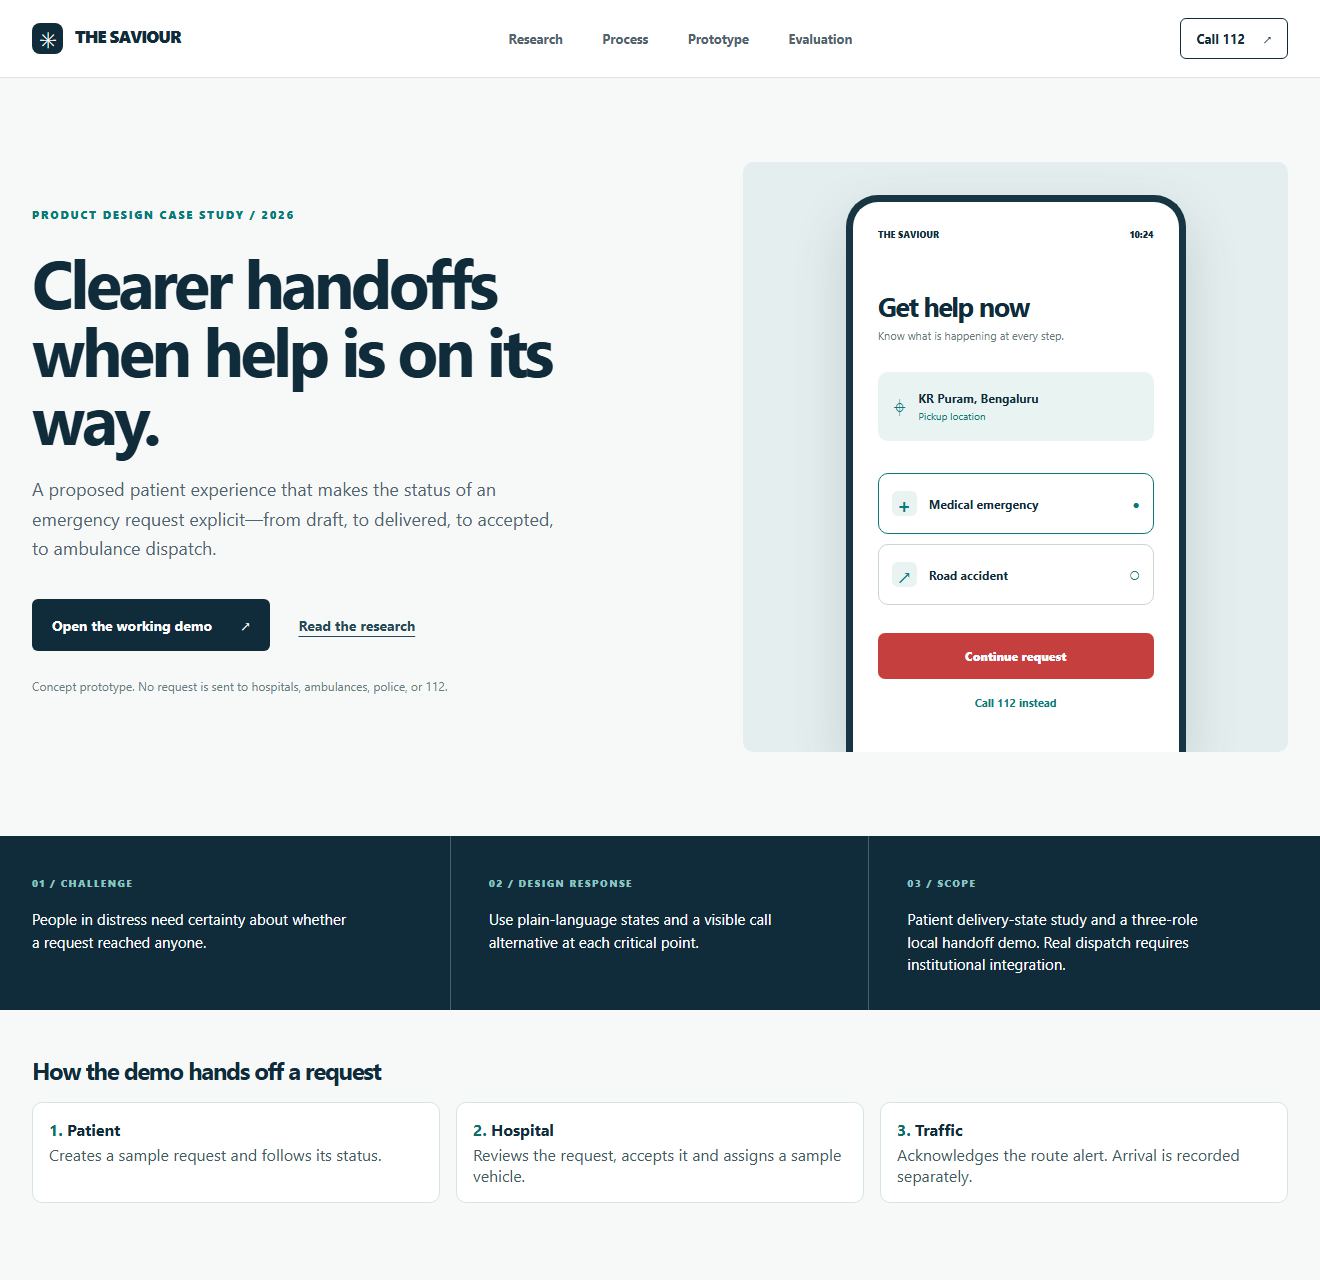 THE SAVIOUR
Research
Process
Prototype
Evaluation
Call 112 ↗
PRODUCT DESIGN CASE STUDY / 2026
Clearer handoffs
when help is on its
way.
A proposed patient experience that makes the status of an
emergency request explicit—from draft, to delivered, to accepted,
to ambulance dispatch.
Open the working demo ↗
Read the research
Concept prototype. No request is sent to hospitals, ambulances, police, or 112.
THE SAVIOUR
10:24
Get help now
Know what is happening at every step.
KR Puram, Bengaluru
Pickup location
Medical emergency
Road accident
Continue request
Call 112 instead
01 / CHALLENGE
People in distress need certainty about whether
a request reached anyone.
02 / DESIGN RESPONSE
Use plain-language states and a visible call
alternative at each critical point.
03 / SCOPE
Patient delivery-state study and a three-role
local handoff demo. Real dispatch requires
institutional integration.
How the demo hands off a request
1. Patient
Creates a sample request and follows its status.
2. Hospital
Reviews the request, accepts it and assigns a sample
vehicle.
3. Traffic
Acknowledges the route alert. Arrival is recorded
separately.